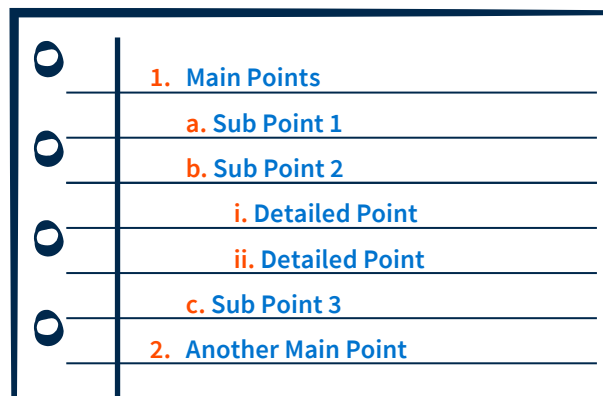 1. Main Points
a. Sub Point 1
b. Sub Point 2
i. Detailed Point
ii. Detailed Point
c. Sub Point 3
2. Another Main Point